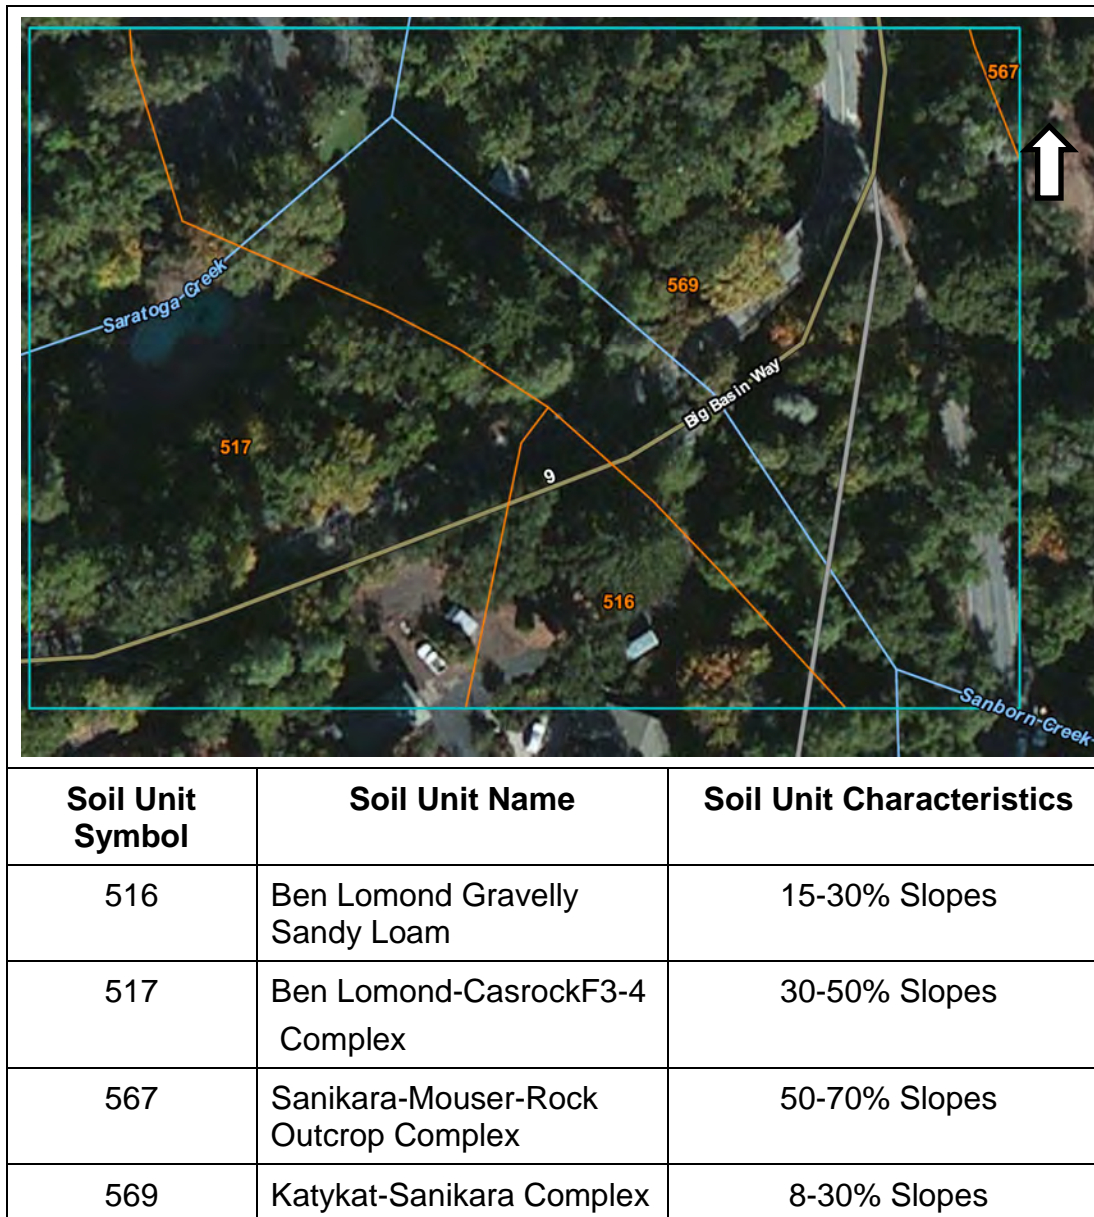 567
569
Saratoga Creek
Big Basin Way
517
9
516
Sanborn Creek
Soil Unit Symbol | Soil Unit Name | Soil Unit Characteristics
516 | Ben Lomond Gravelly Sandy Loam | 15-30% Slopes
517 | Ben Lomond-CasrockF3-4 Complex | 30-50% Slopes
567 | Sanikara-Mouser-Rock Outcrop Complex | 50-70% Slopes
569 | Katykat-Sanikara Complex | 8-30% Slopes